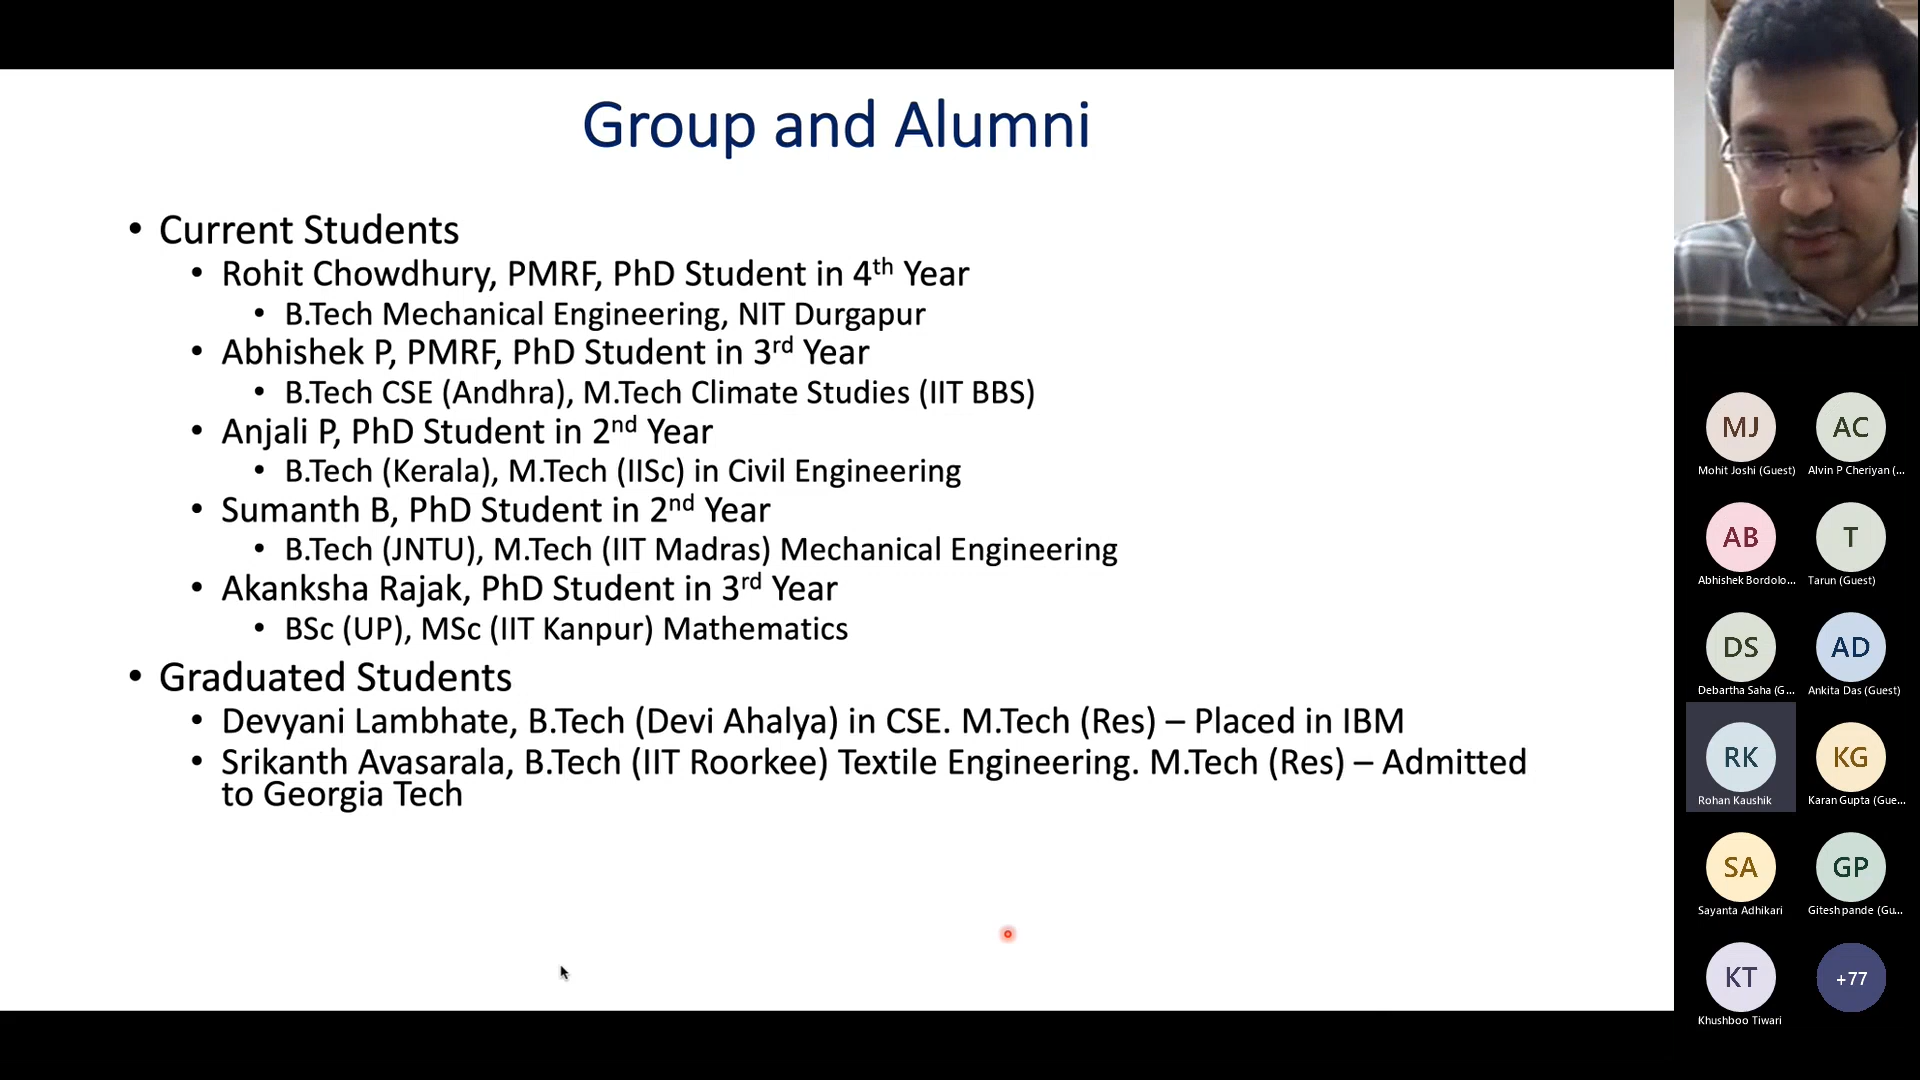 Group and Alumni
• Current Students
• Rohit Chowdhury, PMRF, PhD Student in 4th Year
• B.Tech Mechanical Engineering, NIT Durgapur
• Abhishek P, PMRF, PhD Student in 3rd Year
• B.Tech CSE (Andhra), M.Tech Climate Studies (IIT BBS)
• Anjali P, PhD Student in 2nd Year
• B.Tech (Kerala), M.Tech (IISc) in Civil Engineering
• Sumanth B, PhD Student in 2nd Year
• B.Tech (JNTU), M.Tech (IIT Madras) Mechanical Engineering
• Akanksha Rajak, PhD Student in 3rd Year
• BSc (UP), MSc (IIT Kanpur) Mathematics
• Graduated Students
• Devyani Lambhate, B.Tech (Devi Ahalya) in CSE. M.Tech (Res) – Placed in IBM
• Srikanth Avasarala, B.Tech (IIT Roorkee) Textile Engineering. M.Tech (Res) – Admitted
to Georgia Tech
MJ AC
Mohit Joshi (Guest) Alvin P Cheriyan (...
AB T
Abhishek Bordolo... Tarun (Guest)
DS AD
Debartha Saha (G... Ankita Das (Guest)
RK KG
Rohan Kaushik Karan Gupta (Gue...
SA GP
Sayanta Adhikari Gitesh pande (Gu...
KT +77
Khushboo Tiwari